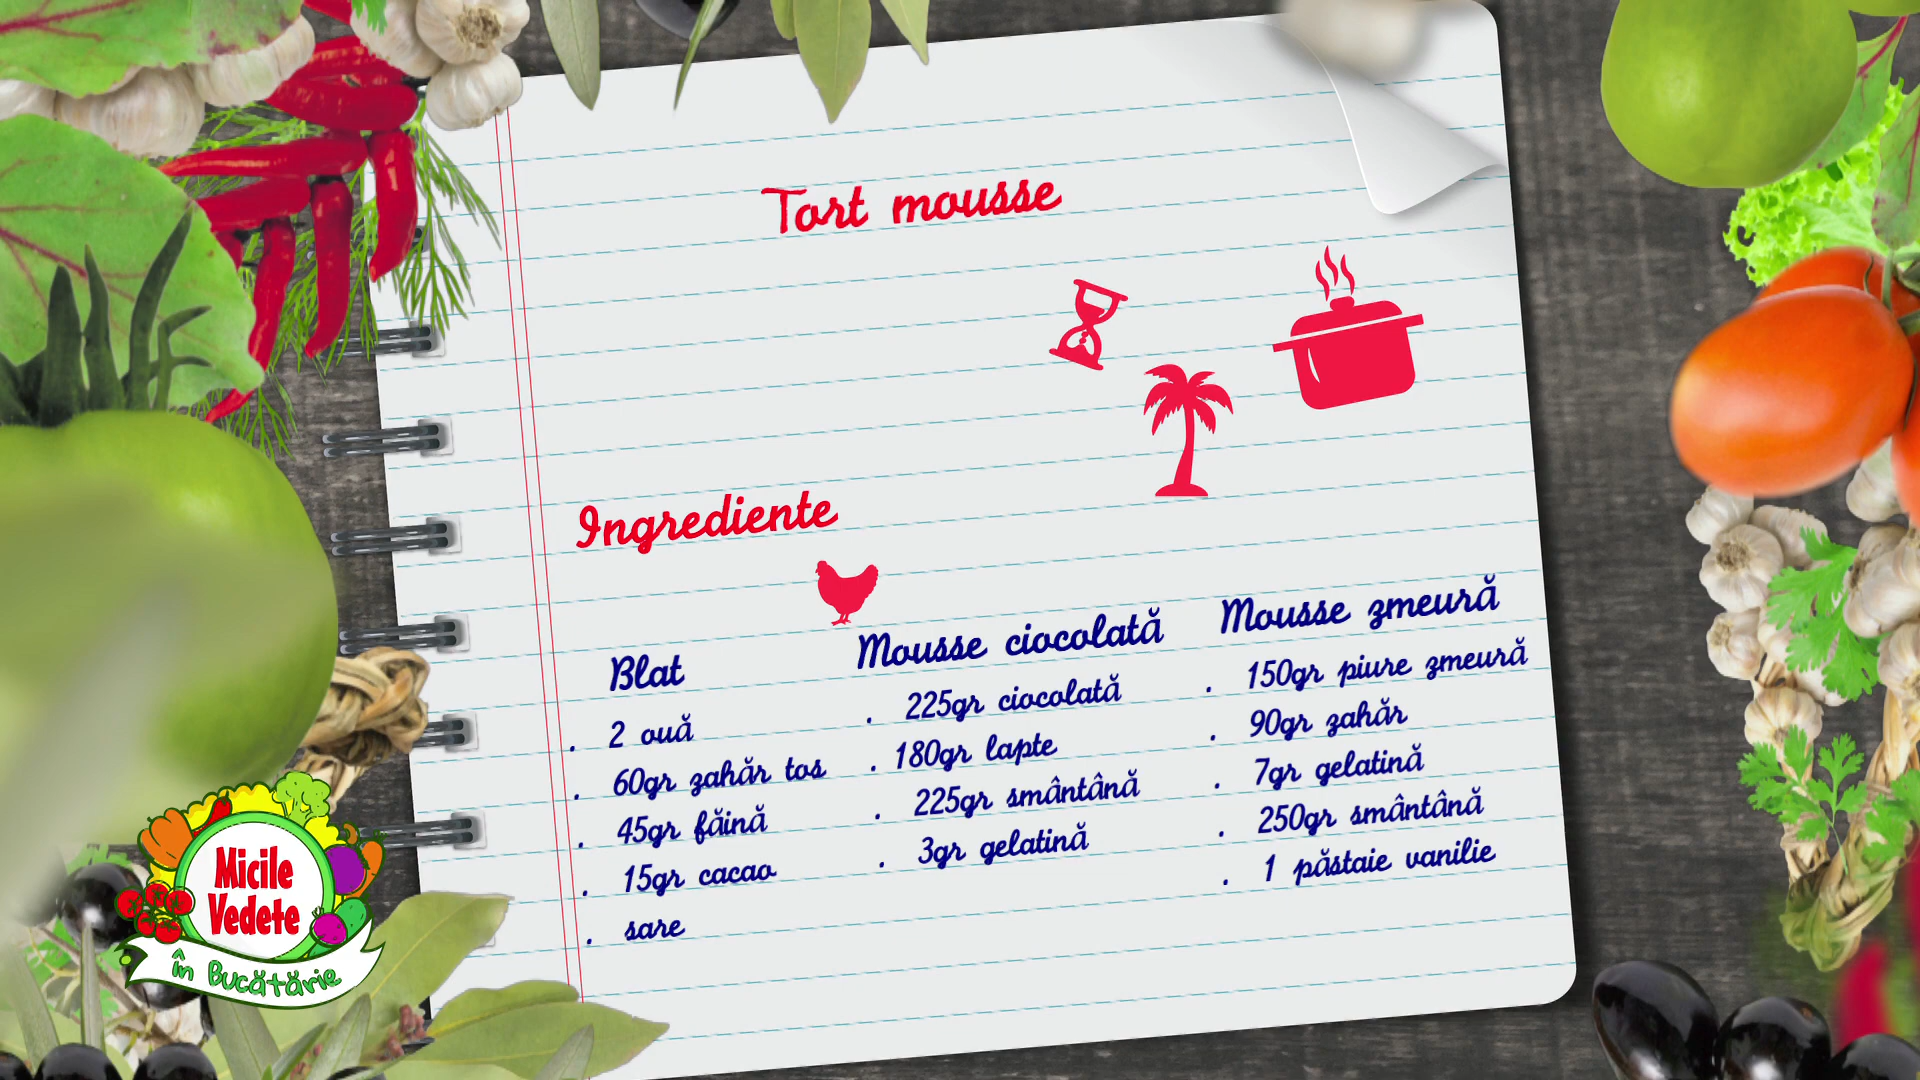 Tort mousse
Ingrediente
Blat
. 2 ouă
. 60gr zahăr tos
. 45gr făină
. 15gr cacao
. sare
Mousse ciocolată
. 225gr ciocolată
. 180gr lapte
. 225gr smântână
. 3gr gelatină
Mousse zmeură
. 150gr piure zmeură
. 90gr zahăr
. 7gr gelatină
. 250gr smântână
. 1 păstaie vanilie
Micile
Vedete
în Bucătărie